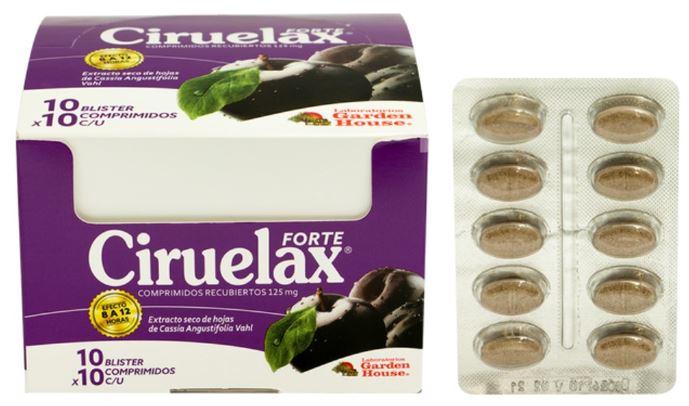 FORTE
Ciruelax®
COMPRIMIDOS RECUBIERTOS 125 mg
EFECTO
8 A 12
HORAS
Extracto seco de hojas
de Cassia Angustifolia
Vahl
10 BLISTER
x10 COMPRIMIDOS
C/U
Laboratorios
Garden
House®
FORTE
Ciruelax®
COMPRIMIDOS RECUBIERTOS 125 mg
EFECTO
8 A 12
HORAS
Extracto seco de hojas
de Cassia Angustifolia Vahl
10 BLISTER
x10 COMPRIMIDOS
C/U
Laboratorios
Garden
House®